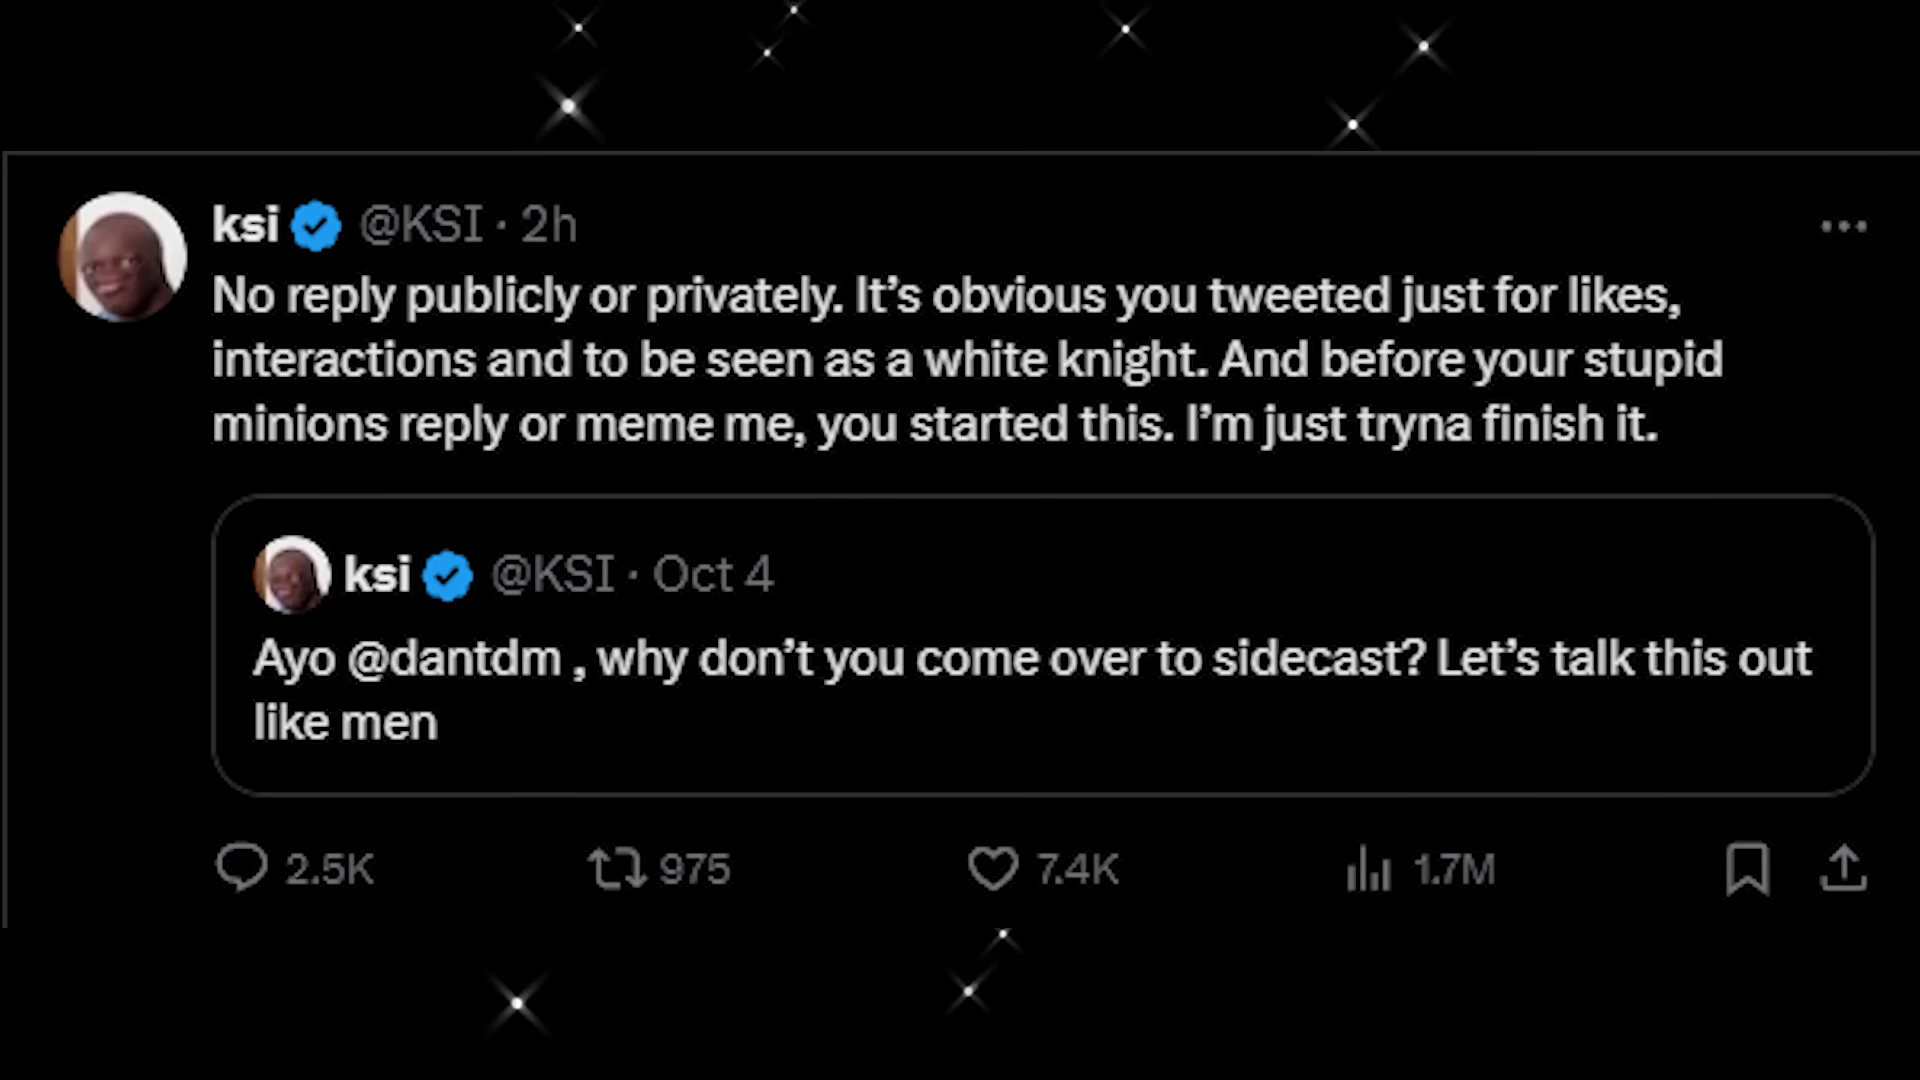 ksi @KSI · 2h
No reply publicly or privately. It’s obvious you tweeted just for likes,
interactions and to be seen as a white knight. And before your stupid
minions reply or meme me, you started this. I’m just tryna finish it.
ksi @KSI · Oct 4
Ayo @dantdm , why don’t you come over to sidecast? Let’s talk this out
like men
2.5K 975 7.4K 1.7M